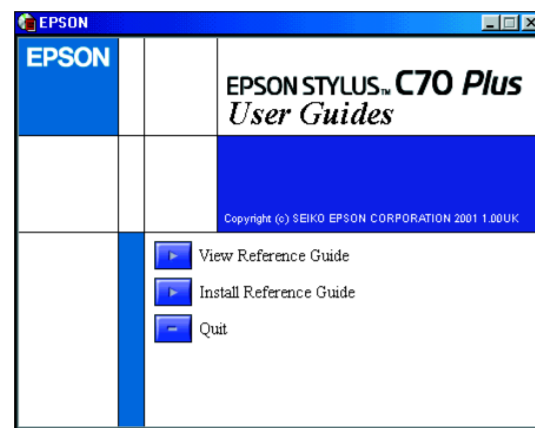 EPSON
EPSON
EPSON STYLUS™ C70 Plus
User Guides
Copyright (c) SEIKO EPSON CORPORATION 2001 1.00UK
View Reference Guide
Install Reference Guide
Quit